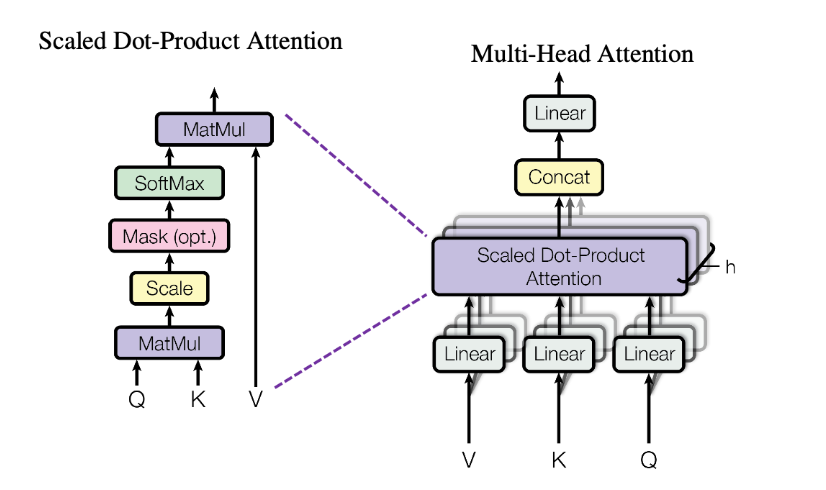 Scaled Dot-Product Attention
MatMul
SoftMax
Mask (opt.)
Scale
MatMul
Q K V
Multi-Head Attention
Linear
Concat
Scaled Dot-Product
Attention
h
Linear Linear Linear
V K Q